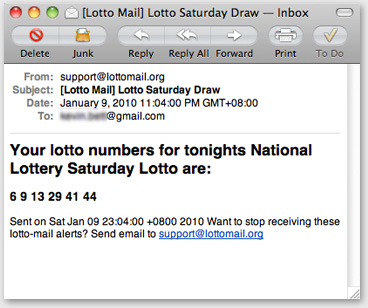 [Lotto Mail] Lotto Saturday Draw — Inbox
Delete Junk Reply Reply All Forward Print To Do
From: support@lottomail.org
Subject: [Lotto Mail] Lotto Saturday Draw
Date: January 9, 2010 11:04:00 PM GMT+08:00
To: @gmail.com
Your lotto numbers for tonights National
Lottery Saturday Lotto are:
6 9 13 29 41 44
Sent on Sat Jan 09 23:04:00 +0800 2010 Want to stop receiving these
lotto-mail alerts? Send email to support@lottomail.org